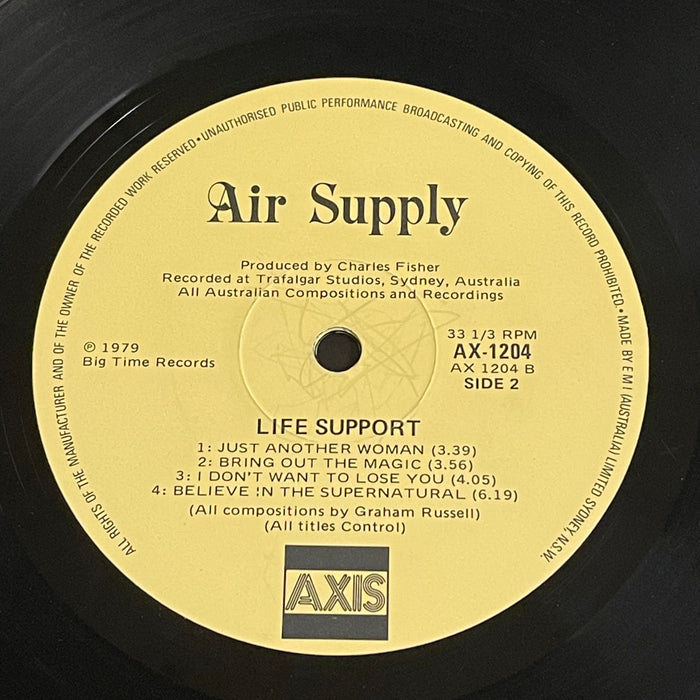 ALL RIGHTS OF THE MANUFACTURER AND OF THE OWNER OF THE RECORDED WORK RESERVED•UNAUTHORISED PUBLIC PERFORMANCE BROADCASTING AND COPYING OF THIS RECORD PROHIBITED.•MADE BY EMI (AUSTRALIA) LIMITED SYDNEY, N.S.W.
Air Supply
Produced by Charles Fisher
Recorded at Trafalgar Studios, Sydney, Australia
All Australian Compositions and Recordings
℗ 1979
Big Time Records
33 1/3 RPM
AX-1204
AX 1204 B
SIDE 2
LIFE SUPPORT
1: JUST ANOTHER WOMAN (3.39)
2: BRING OUT THE MAGIC (3.56)
3: I DON'T WANT TO LOSE YOU (4.05)
4: BELIEVE IN THE SUPERNATURAL (6.19)
(All compositions by Graham Russell)
(All titles Control)
AXIS